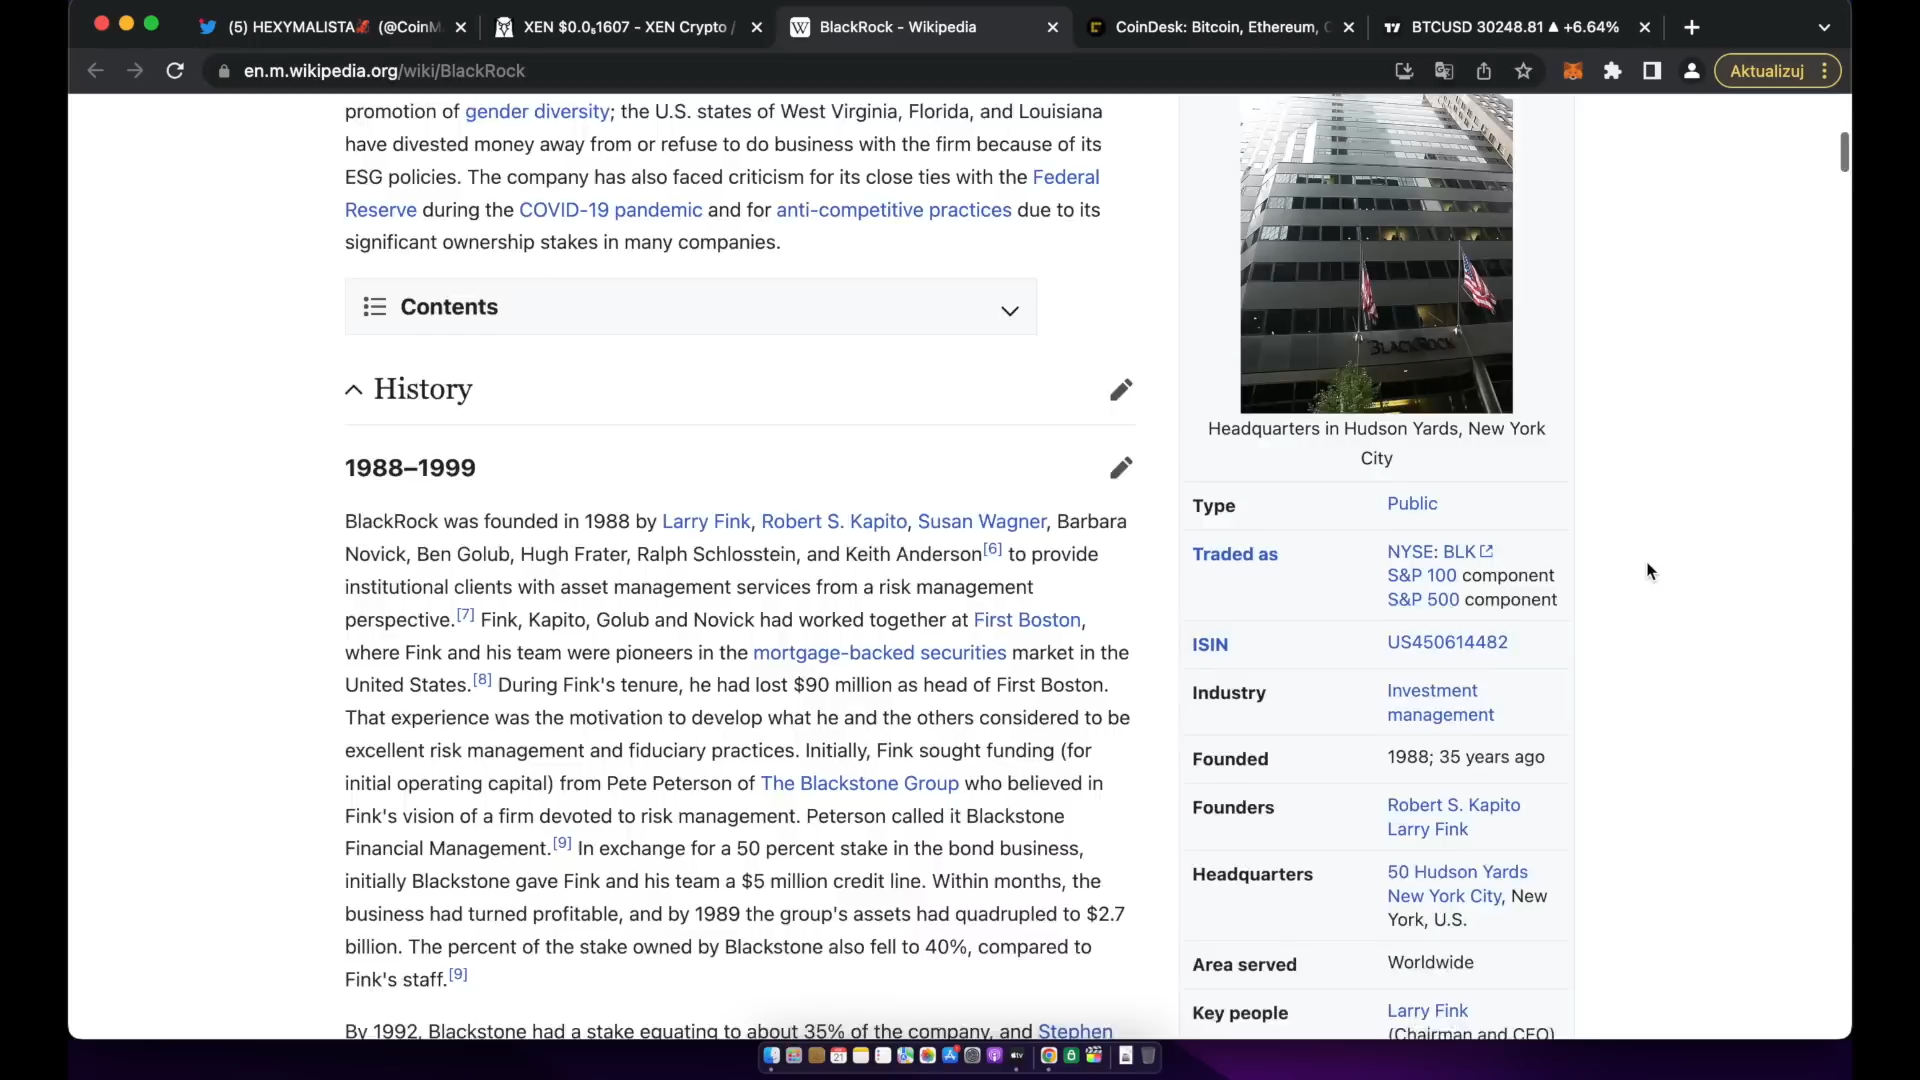 (5) HEXYMALISTA🌶 (@CoinM
XEN $0.0₅1607 - XEN Crypto /
BlackRock - Wikipedia
CoinDesk: Bitcoin, Ethereum, C
BTCUSD 30248.81 ▲ +6.64%
en.m.wikipedia.org/wiki/BlackRock
Aktualizuj
promotion of gender diversity; the U.S. states of West Virginia, Florida, and Louisiana
have divested money away from or refuse to do business with the firm because of its
ESG policies. The company has also faced criticism for its close ties with the Federal
Reserve during the COVID-19 pandemic and for anti-competitive practices due to its
significant ownership stakes in many companies.
Contents
History
1988–1999
BlackRock was founded in 1988 by Larry Fink, Robert S. Kapito, Susan Wagner, Barbara
Novick, Ben Golub, Hugh Frater, Ralph Schlosstein, and Keith Anderson[6] to provide
institutional clients with asset management services from a risk management
perspective.[7] Fink, Kapito, Golub and Novick had worked together at First Boston,
where Fink and his team were pioneers in the mortgage-backed securities market in the
United States.[8] During Fink's tenure, he had lost $90 million as head of First Boston.
That experience was the motivation to develop what he and the others considered to be
excellent risk management and fiduciary practices. Initially, Fink sought funding (for
initial operating capital) from Pete Peterson of The Blackstone Group who believed in
Fink's vision of a firm devoted to risk management. Peterson called it Blackstone
Financial Management.[9] In exchange for a 50 percent stake in the bond business,
initially Blackstone gave Fink and his team a $5 million credit line. Within months, the
business had turned profitable, and by 1989 the group's assets had quadrupled to $2.7
billion. The percent of the stake owned by Blackstone also fell to 40%, compared to
Fink's staff.[9]
By 1992, Blackstone had a stake equating to about 35% of the company, and Stephen
BLACKROCK
Headquarters in Hudson Yards, New York
City
Type Public
Traded as NYSE: BLK
S&P 100 component
S&P 500 component
ISIN US450614482
Industry Investment
management
Founded 1988; 35 years ago
Founders Robert S. Kapito
Larry Fink
Headquarters 50 Hudson Yards
New York City, New
York, U.S.
Area served Worldwide
Key people Larry Fink
(Chairman and CEO)
21
tv